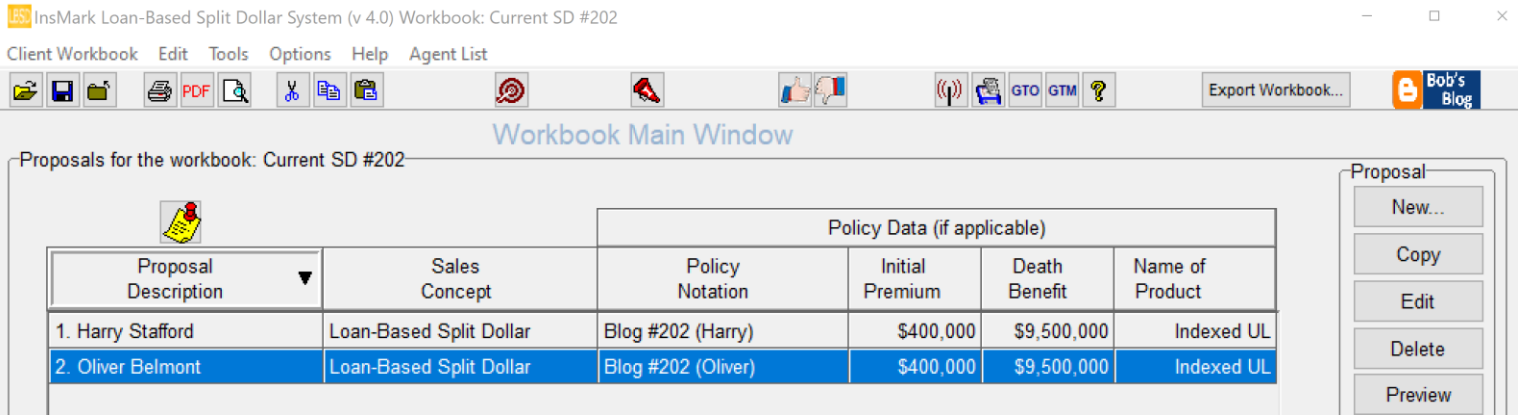 LBSD InsMark Loan-Based Split Dollar System (v 4.0) Workbook: Current SD #202
Client Workbook Edit Tools Options Help Agent List
PDF GTO GTM ? Export Workbook... Bob's Blog
Workbook Main Window
Proposals for the workbook: Current SD #202
Proposal
New...
Copy
Edit
Delete
Preview
Policy Data (if applicable)
Proposal Description Sales Concept Policy Notation Initial Premium Death Benefit Name of Product
1. Harry Stafford Loan-Based Split Dollar Blog #202 (Harry) $400,000 $9,500,000 Indexed UL
2. Oliver Belmont Loan-Based Split Dollar Blog #202 (Oliver) $400,000 $9,500,000 Indexed UL